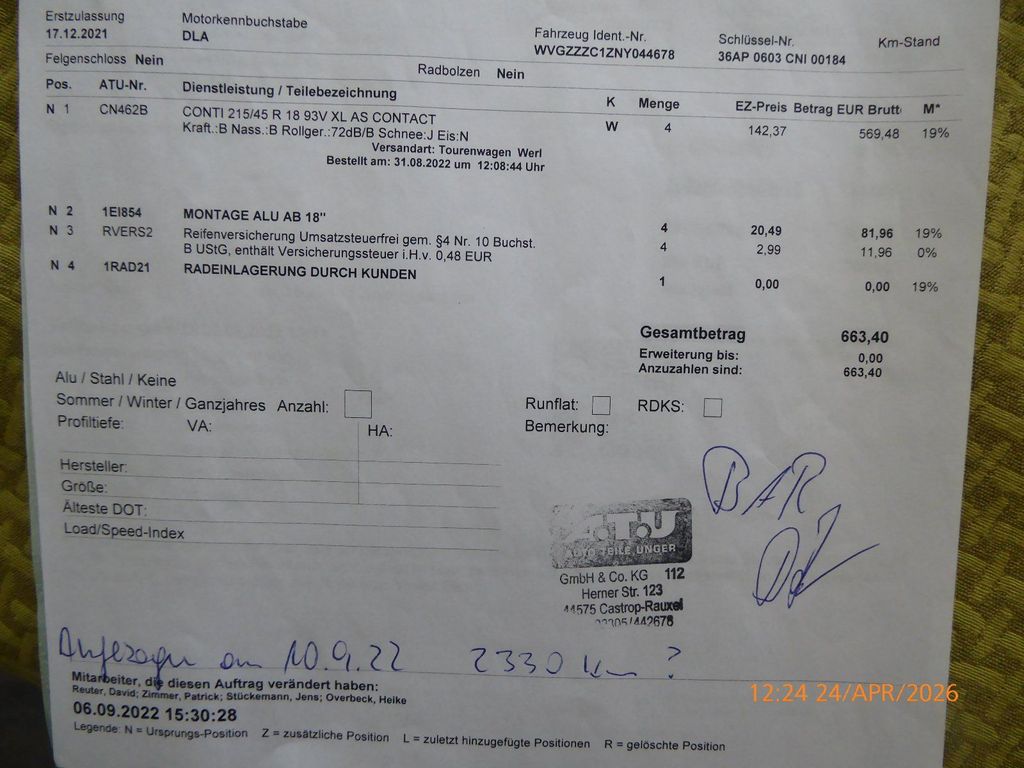 Erstzulassung Motorkennbuchstabe Fahrzeug Ident.-Nr. Schlüssel-Nr. Km-Stand
17.12.2021 DLA WVGZZZC1ZNY044678 36AP 0603 CNI 00184
Felgenschloss Nein Radbolzen Nein
Pos. ATU-Nr. Dienstleistung / Teilebezeichnung K Menge EZ-Preis Betrag EUR Brutt M*
N 1 CN462B CONTI 215/45 R 18 93V XL AS CONTACT W 4 142,37 569,48 19%
Kraft.:B Nass.:B Rollger.:72dB/B Schnee:J Eis:N
Versandart: Tourenwagen Werl
Bestellt am: 31.08.2022 um 12:08:44 Uhr
N 2 1EI854 MONTAGE ALU AB 18" 4 20,49 81,96 19%
N 3 RVERS2 Reifenversicherung Umsatzsteuerfrei gem. §4 Nr. 10 Buchst. 4 2,99 11,96 0%
B UStG, enthält Versicherungssteuer i.H.v. 0,48 EUR
N 4 1RAD21 RADEINLAGERUNG DURCH KUNDEN 1 0,00 0,00 19%
Gesamtbetrag 663,40
Erweiterung bis: 0,00
Anzuzahlen sind: 663,40
Alu / Stahl / Keine
Sommer / Winter / Ganzjahres Anzahl: Runflat: RDKS:
Profiltiefe: VA: HA: Bemerkung:
Hersteller:
Größe:
Älteste DOT:
Load/Speed-Index
BAR
A.T.U
AUTO TEILE UNGER
GmbH & Co. KG 112
Herner Str. 123
44575 Castrop-Rauxel
02305/442678
Aufgezogen am 10.9.22 2330 km ?
Mitarbeiter, die diesen Auftrag verändert haben:
Reuter, David; Zimmer, Patrick; Stückemann, Jens; Overbeck, Heike
06.09.2022 15:30:28
Legende: N = Ursprungs-Position Z = zusätzliche Position L = zuletzt hinzugefügte Positionen R = gelöschte Position
12:24 24/APR/2026